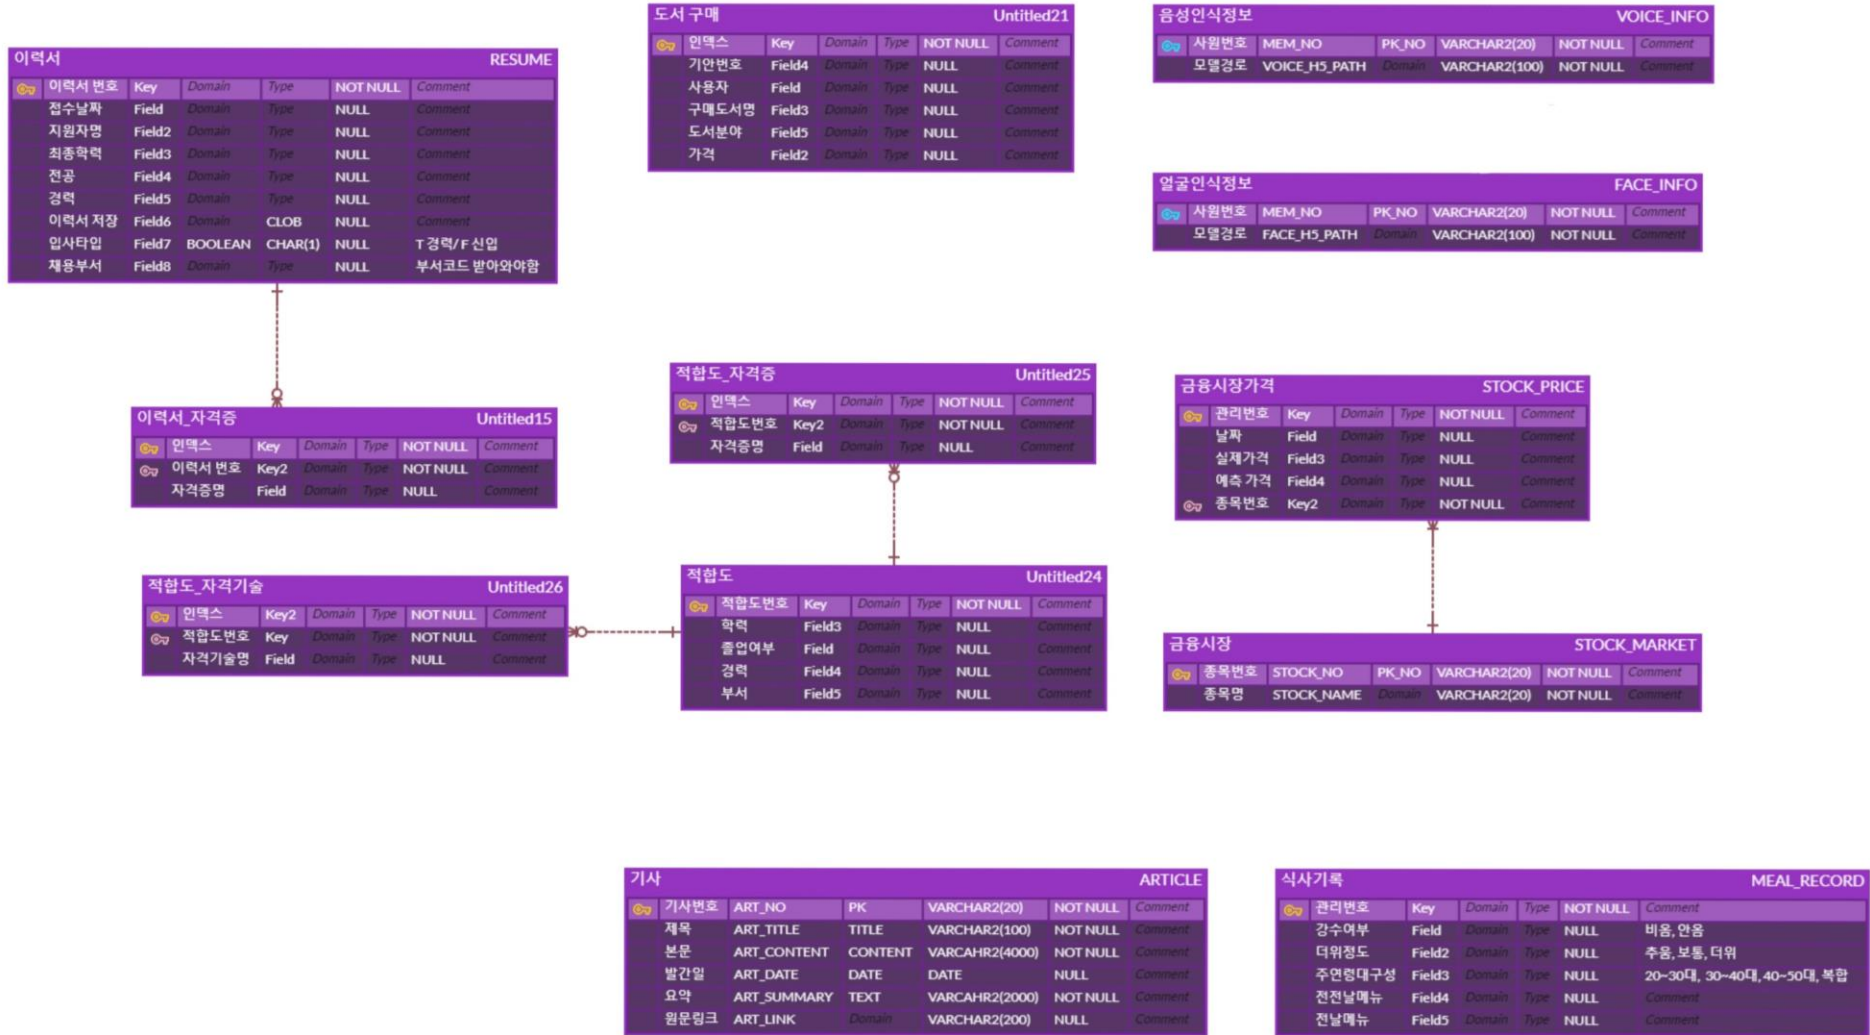 이력서 RESUME
이력서 번호 Key Domain Type NOT NULL Comment
접수날짜 Field Domain Type NULL Comment
지원자명 Field2 Domain Type NULL Comment
최종학력 Field3 Domain Type NULL Comment
전공 Field4 Domain Type NULL Comment
경력 Field5 Domain Type NULL Comment
이력서 저장 Field6 Domain CLOB NULL Comment
입사타입 Field7 BOOLEAN CHAR(1) NULL T 경력/ F 신입
채용부서 Field8 Domain Type NULL 부서코드 받아와야함
도서 구매 Untitled21
인덱스 Key Domain Type NOT NULL Comment
기안번호 Field4 Domain Type NULL Comment
사용자 Field Domain Type NULL Comment
구매도서명 Field3 Domain Type NULL Comment
도서분야 Field5 Domain Type NULL Comment
가격 Field2 Domain Type NULL Comment
음성인식정보 VOICE_INFO
사원번호 MEM_NO PK_NO VARCHAR2(20) NOT NULL Comment
모델경로 VOICE_H5_PATH Domain VARCHAR2(100) NOT NULL Comment
얼굴인식정보 FACE_INFO
사원번호 MEM_NO PK_NO VARCHAR2(20) NOT NULL Comment
모델경로 FACE_H5_PATH Domain VARCHAR2(100) NOT NULL Comment
이력서_자격증 Untitled15
인덱스 Key Domain Type NOT NULL Comment
이력서 번호 Key2 Domain Type NOT NULL Comment
자격증명 Field Domain Type NULL Comment
적합도_자격증 Untitled25
인덱스 Key Domain Type NOT NULL Comment
적합도번호 Key2 Domain Type NOT NULL Comment
자격증명 Field Domain Type NULL Comment
금융시장가격 STOCK_PRICE
관리번호 Key Domain Type NOT NULL Comment
날짜 Field Domain Type NULL Comment
실제가격 Field3 Domain Type NULL Comment
예측 가격 Field4 Domain Type NULL Comment
종목번호 Key2 Domain Type NOT NULL Comment
적합도_자격기술 Untitled26
인덱스 Key2 Domain Type NOT NULL Comment
적합도번호 Key Domain Type NOT NULL Comment
자격기술명 Field Domain Type NULL Comment
적합도 Untitled24
적합도번호 Key Domain Type NOT NULL Comment
학력 Field3 Domain Type NULL Comment
졸업여부 Field Domain Type NULL Comment
경력 Field4 Domain Type NULL Comment
부서 Field5 Domain Type NULL Comment
금융시장 STOCK_MARKET
종목번호 STOCK_NO PK_NO VARCHAR2(20) NOT NULL Comment
종목명 STOCK_NAME Domain VARCHAR2(20) NOT NULL Comment
기사 ARTICLE
기사번호 ART_NO PK VARCHAR2(20) NOT NULL Comment
제목 ART_TITLE TITLE VARCHAR2(100) NOT NULL Comment
본문 ART_CONTENT CONTENT VARCAHR2(4000) NOT NULL Comment
발간일 ART_DATE DATE DATE NULL Comment
요약 ART_SUMMARY TEXT VARCAHR2(2000) NOT NULL Comment
원문링크 ART_LINK Domain VARCHAR2(200) NULL Comment
식사기록 MEAL_RECORD
관리번호 Key Domain Type NOT NULL Comment
강수여부 Field Domain Type NULL 비옴, 안옴
더위정도 Field2 Domain Type NULL 추움, 보통, 더위
주연령대구성 Field3 Domain Type NULL 20~30대, 30~40대, 40~50대, 복합
전전날메뉴 Field4 Domain Type NULL Comment
전날메뉴 Field5 Domain Type NULL Comment